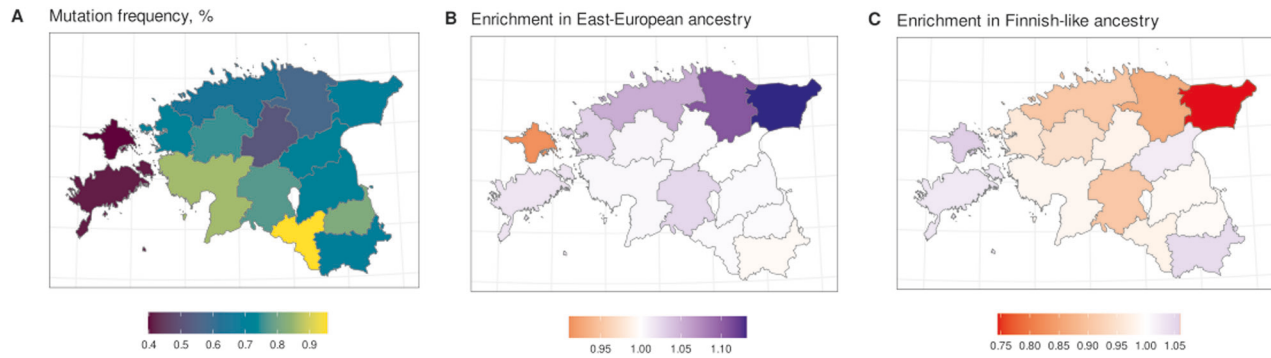 A Mutation frequency, %
0.4 0.5 0.6 0.7 0.8 0.9
B Enrichment in East-European ancestry
0.95 1.00 1.05 1.10
C Enrichment in Finnish-like ancestry
0.75 0.80 0.85 0.90 0.95 1.00 1.05